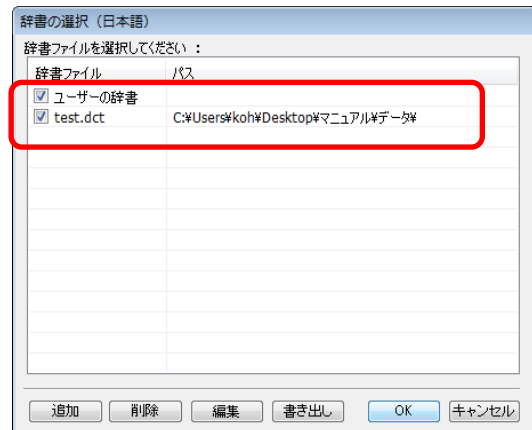 辞書の選択（日本語）
辞書ファイルを選択してください ：
辞書ファイル パス
ユーザーの辞書
test.dct C:¥Users¥koh¥Desktop¥マニュアル¥データ¥
追加 削除 編集 書き出し OK キャンセル